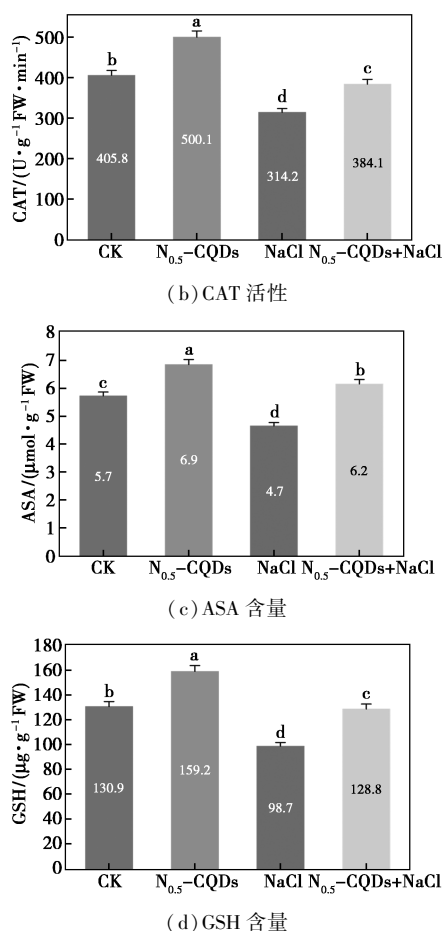 CAT/(U·g⁻¹FW·min⁻¹)
500
400
300
200
100
0
b
a
d
c
405.8
500.1
314.2
384.1
CK
N₀.₅-CQDs
NaCl
N₀.₅-CQDs+NaCl
(b)CAT 活性
ASA/(μmol·g⁻¹FW)
8
7
6
5
4
3
2
1
0
c
a
d
b
5.7
6.9
4.7
6.2
CK
N₀.₅-CQDs
NaCl
N₀.₅-CQDs+NaCl
(c)ASA 含量
GSH/(μg·g⁻¹FW)
180
160
140
120
100
80
60
40
20
0
b
a
d
c
130.9
159.2
98.7
128.8
CK
N₀.₅-CQDs
NaCl
N₀.₅-CQDs+NaCl
(d)GSH 含量